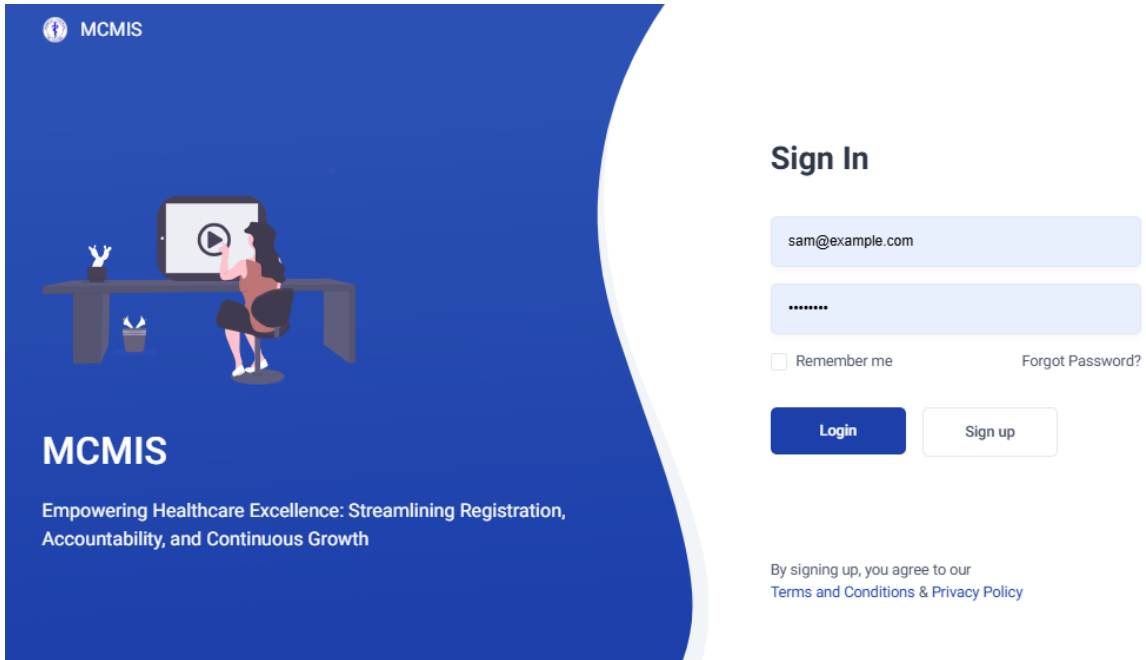 MCMIS
Sign In
sam@example.com
••••••••
Remember me
Forgot Password?
Login
Sign up
MCMIS
Empowering Healthcare Excellence: Streamlining Registration,
Accountability, and Continuous Growth
By signing up, you agree to our
Terms and Conditions & Privacy Policy